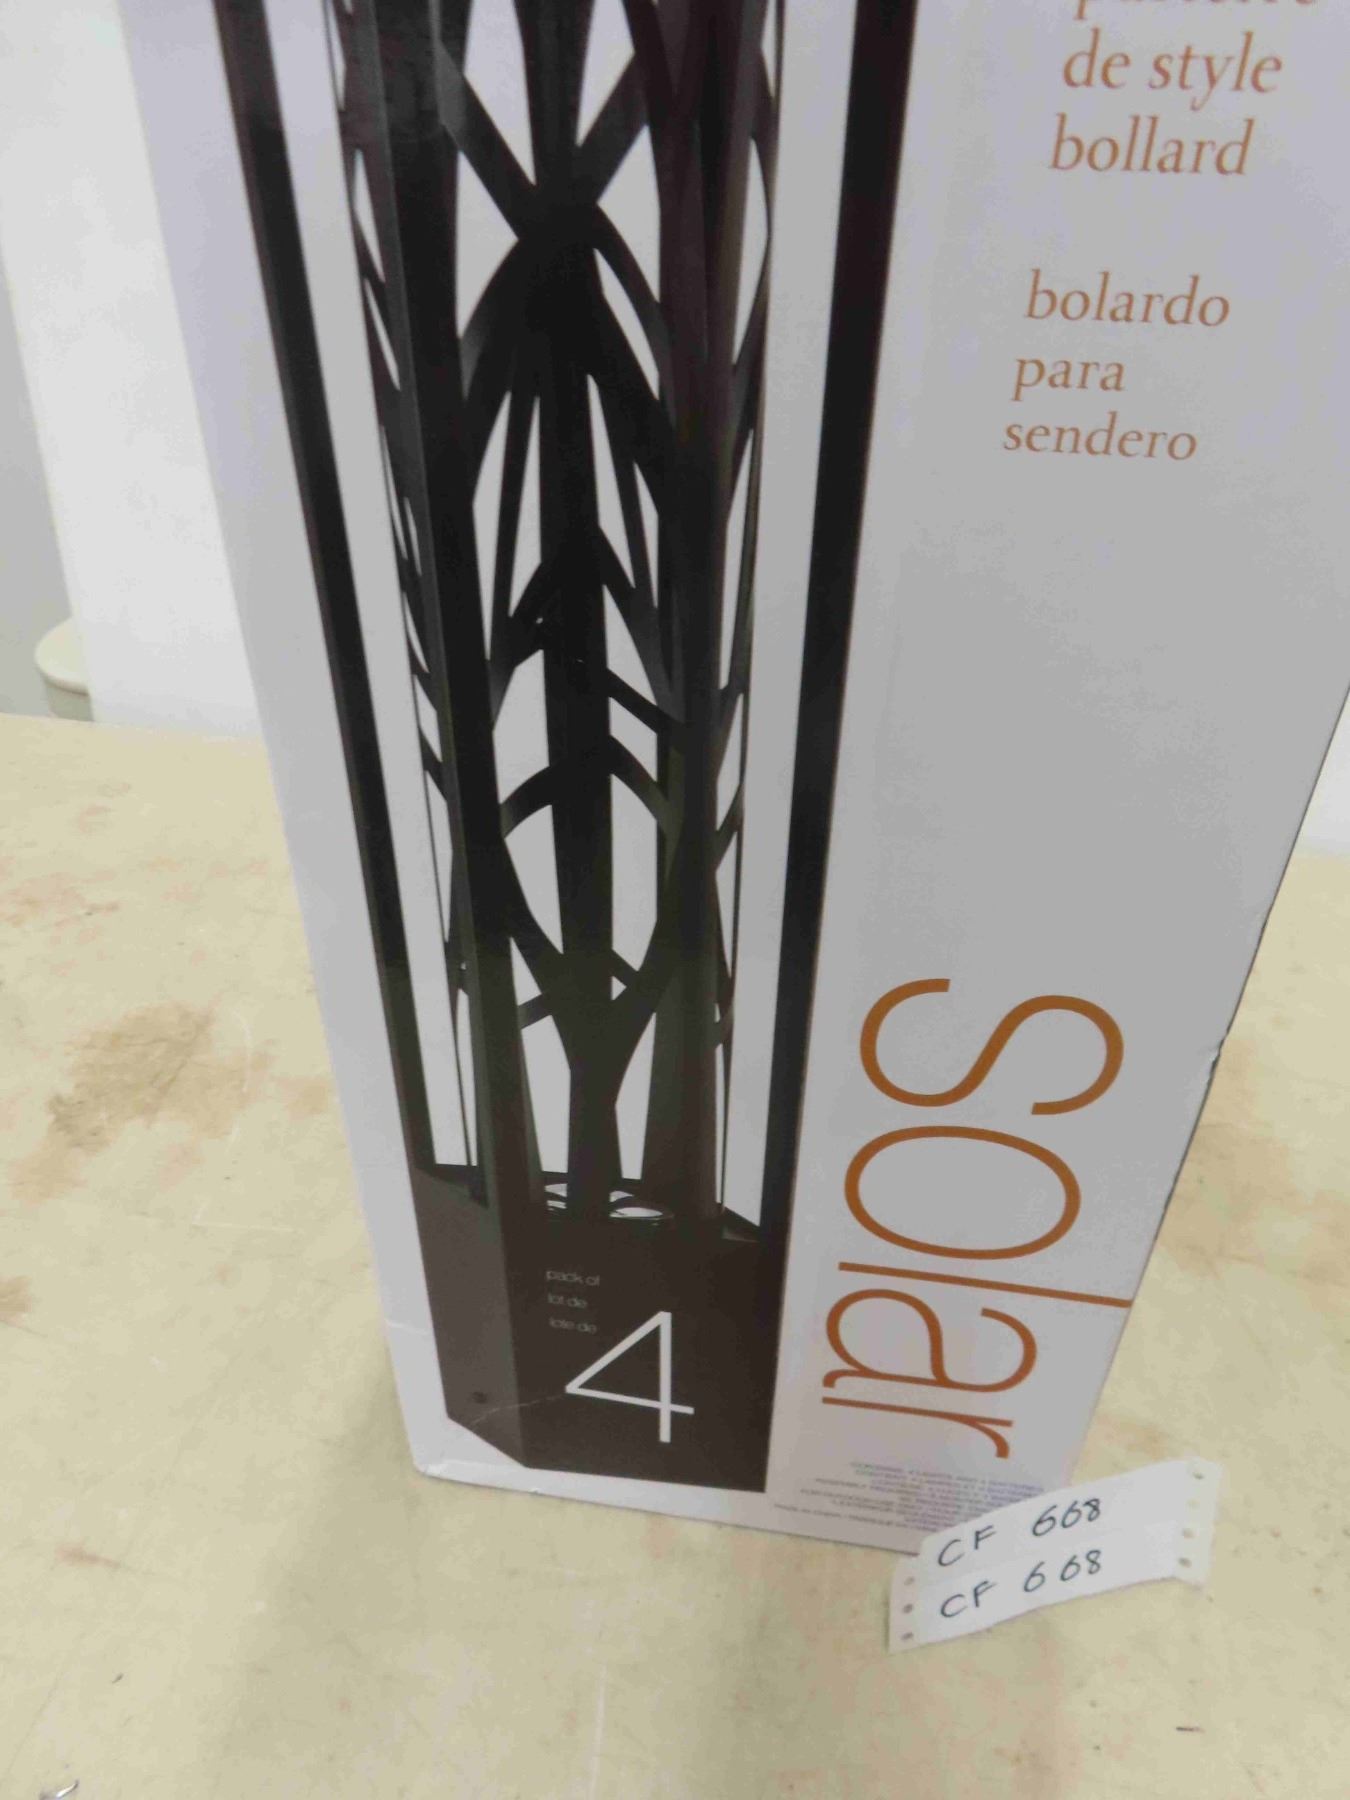 de style
bollard
bolardo
para
sendero
solar
pack of
lot de
lote de
4
CF 668
CF 668